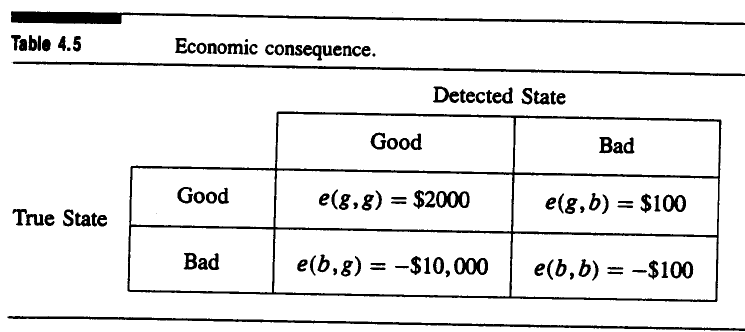 Table 4.5 Economic consequence.
Detected State
Good Bad
True State
Good e(g,g) = $2000 e(g,b) = $100
Bad e(b,g) = −$10,000 e(b,b) = −$100